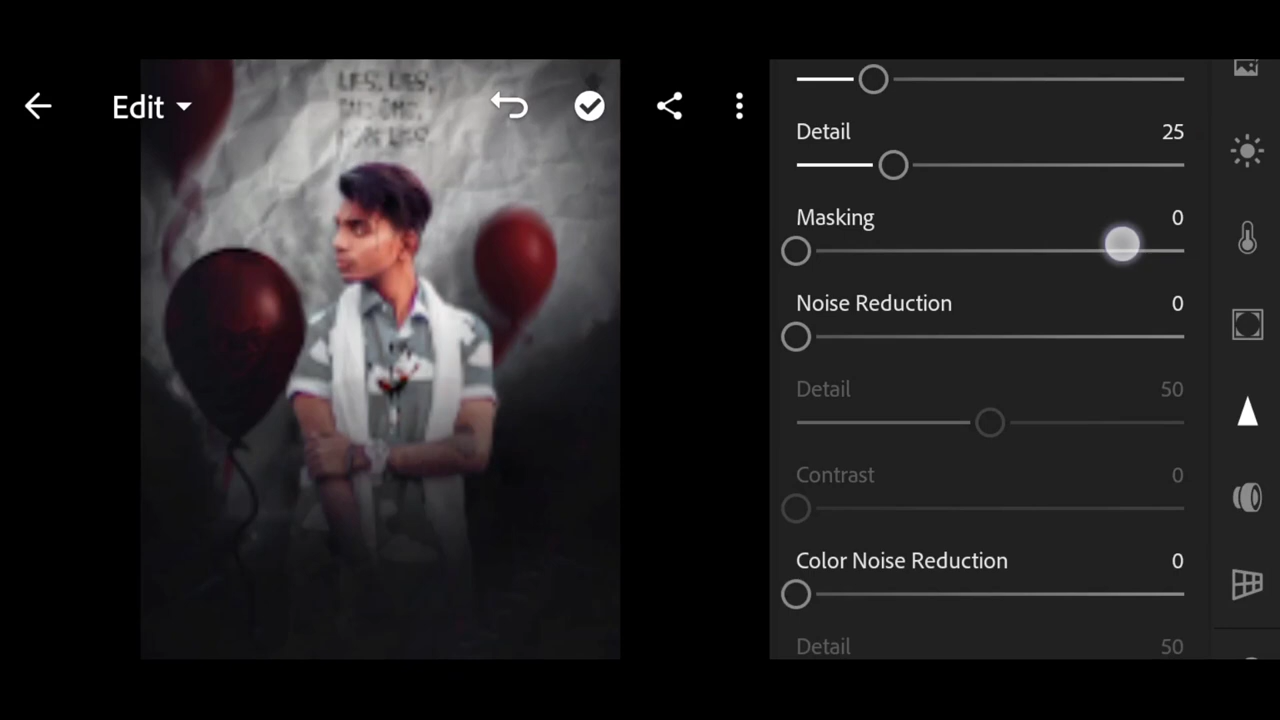 Edit
Detail 25
Masking 0
Noise Reduction 0
Detail 50
Contrast 0
Color Noise Reduction 0
Detail 50